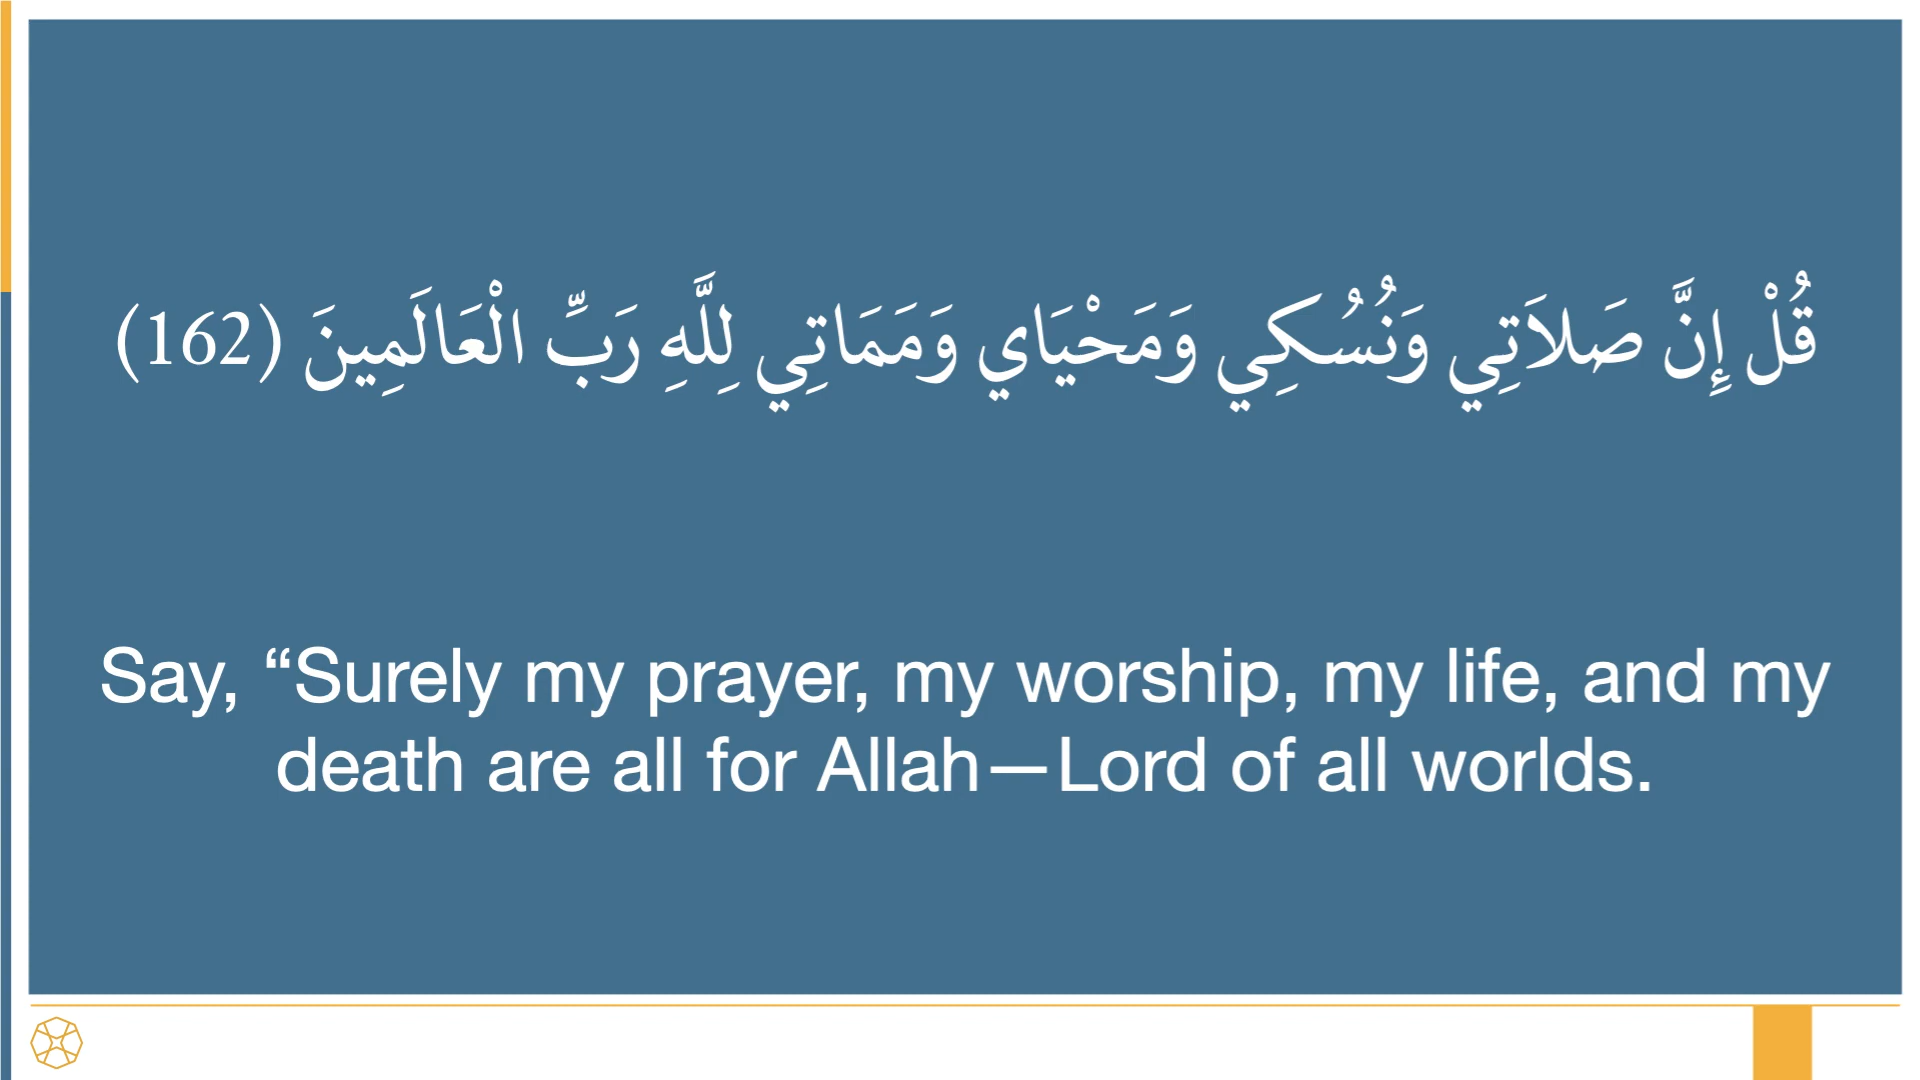 قُلْ إِنَّ صَلاَتِي وَنُسُكِي وَمَحْيَاي وَمَمَاتِي لِلَّهِ رَبِّ الْعَالَمِينَ (162)
Say, “Surely my prayer, my worship, my life, and my
death are all for Allah—Lord of all worlds.